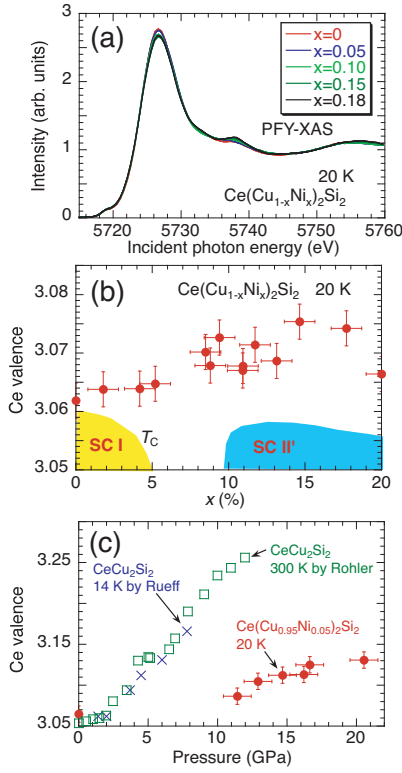 (a)
x=0
x=0.05
x=0.10
x=0.15
x=0.18
PFY-XAS
20 K
Ce(Cu1-xNix)2Si2
Intensity (arb. units)
3
2
1
0
5720 5730 5740 5750 5760
Incident photon energy (eV)
(b)
Ce(Cu1-xNix)2Si2 20 K
Ce valence
3.08
3.07
3.06
3.05
SC I
TC
SC II'
0 5 10 15 20
x (%)
(c)
CeCu2Si2
14 K by Rueff
CeCu2Si2
300 K by Rohler
Ce(Cu0.95Ni0.05)2Si2
20 K
Ce valence
3.25
3.15
3.05
0 5 10 15 20
Pressure (GPa)